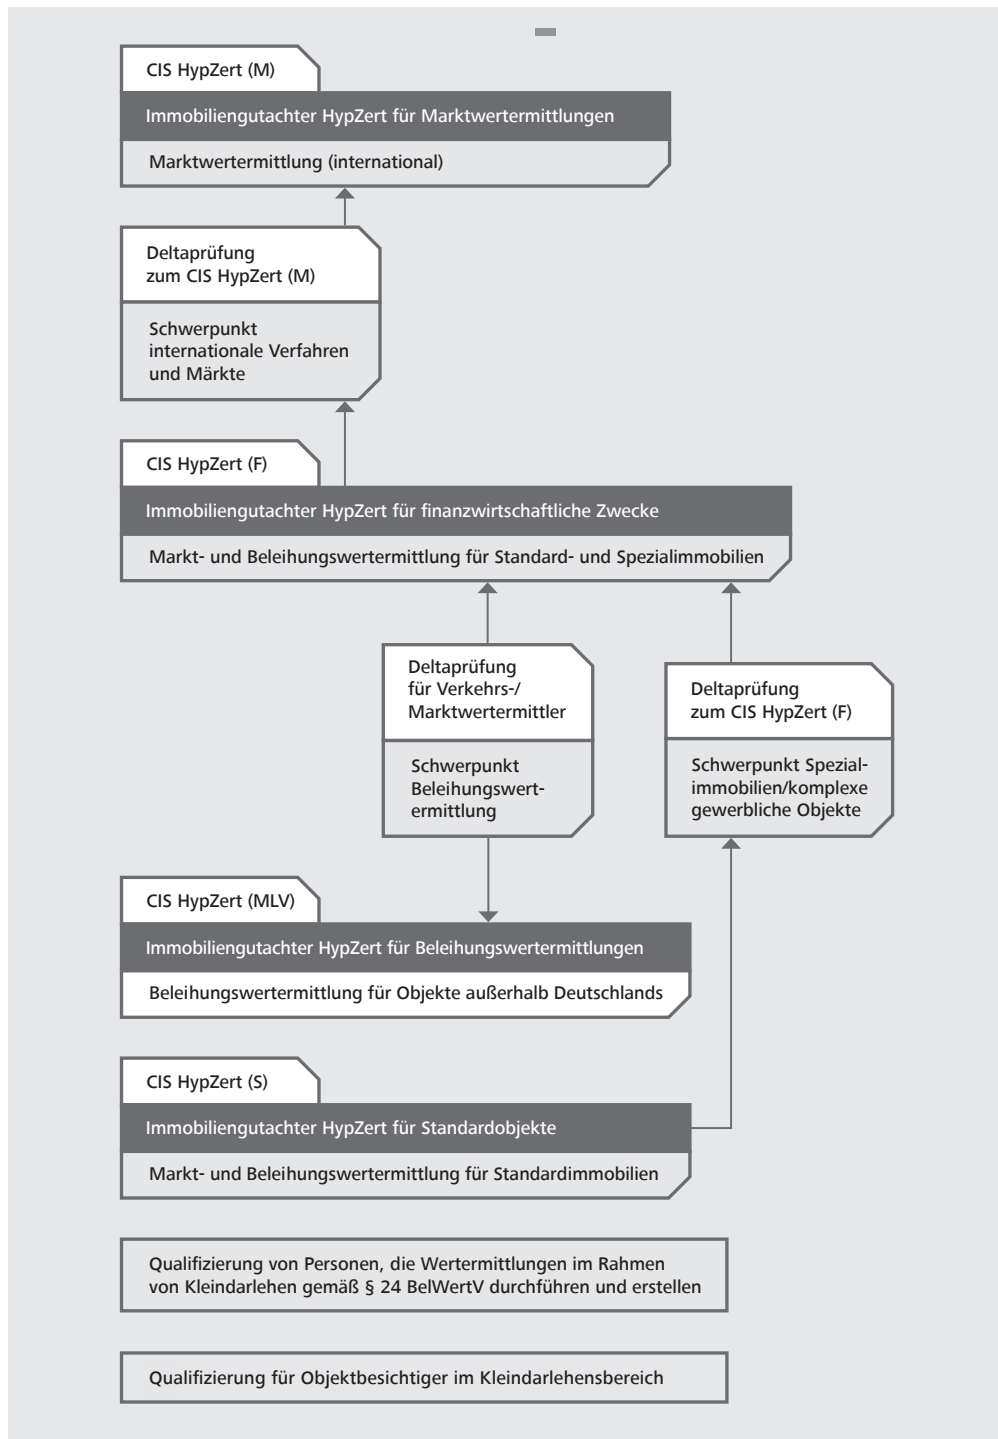 CIS HypZert (M)
Immobiliengutachter HypZert für Marktwertermittlungen
Marktwertermittlung (international)
Deltaprüfung
zum CIS HypZert (M)
Schwerpunkt
internationale Verfahren
und Märkte
CIS HypZert (F)
Immobiliengutachter HypZert für finanzwirtschaftliche Zwecke
Markt- und Beleihungswertermittlung für Standard- und Spezialimmobilien
Deltaprüfung
für Verkehrs-/
Marktwertermittler
Schwerpunkt
Beleihungswert-
ermittlung
Deltaprüfung
zum CIS HypZert (F)
Schwerpunkt Spezial-
immobilien/komplexe
gewerbliche Objekte
CIS HypZert (MLV)
Immobiliengutachter HypZert für Beleihungswertermittlungen
Beleihungswertermittlung für Objekte außerhalb Deutschlands
CIS HypZert (S)
Immobiliengutachter HypZert für Standardobjekte
Markt- und Beleihungswertermittlung für Standardimmobilien
Qualifizierung von Personen, die Wertermittlungen im Rahmen
von Kleindarlehen gemäß § 24 BelWertV durchführen und erstellen
Qualifizierung für Objektbesichtiger im Kleindarlehensbereich